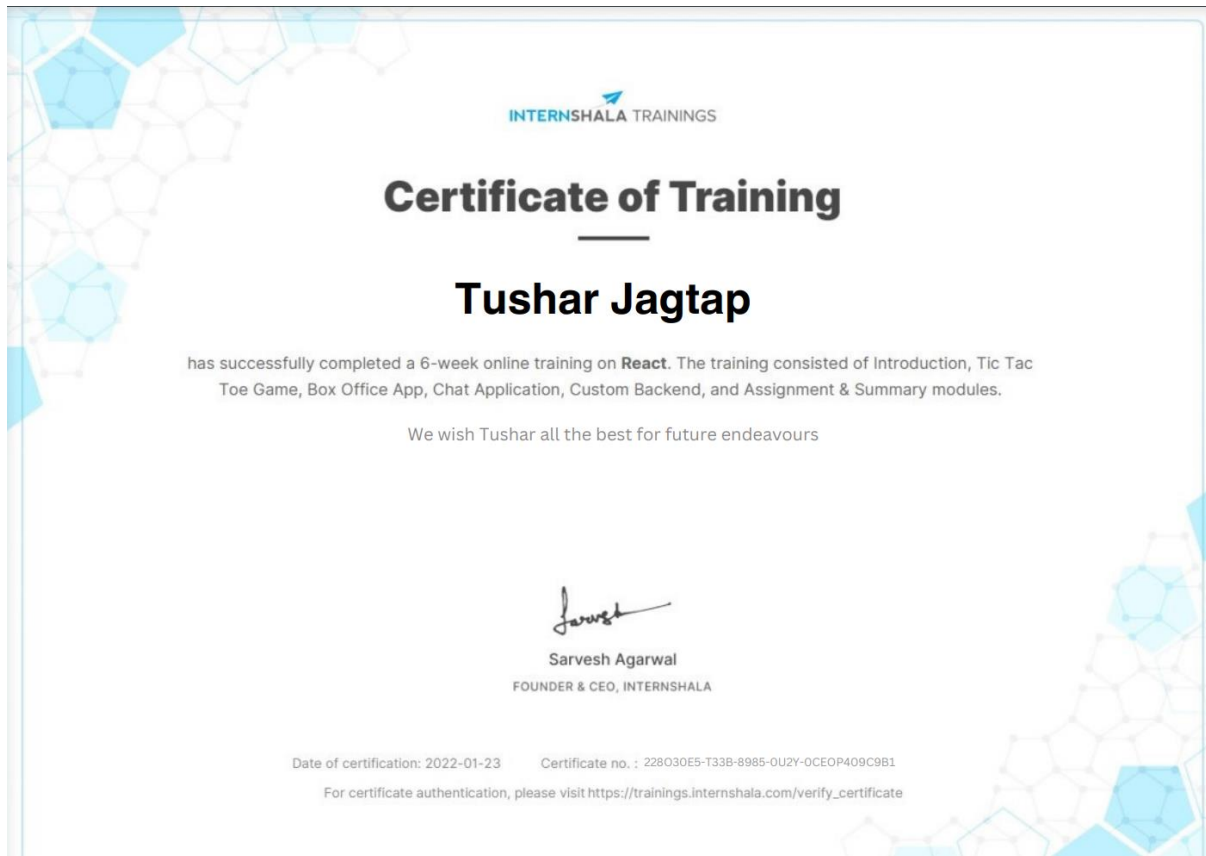 INTERNSHALA TRAININGS
Certificate of Training
Tushar Jagtap
has successfully completed a 6-week online training on React. The training consisted of Introduction, Tic Tac
Toe Game, Box Office App, Chat Application, Custom Backend, and Assignment & Summary modules.
We wish Tushar all the best for future endeavours
Sarvesh
Sarvesh Agarwal
FOUNDER & CEO, INTERNSHALA
Date of certification: 2022-01-23 Certificate no. : 228O30E5-T33B-8985-0U2Y-0CEOP409C9B1
For certificate authentication, please visit https://trainings.internshala.com/verify_certificate